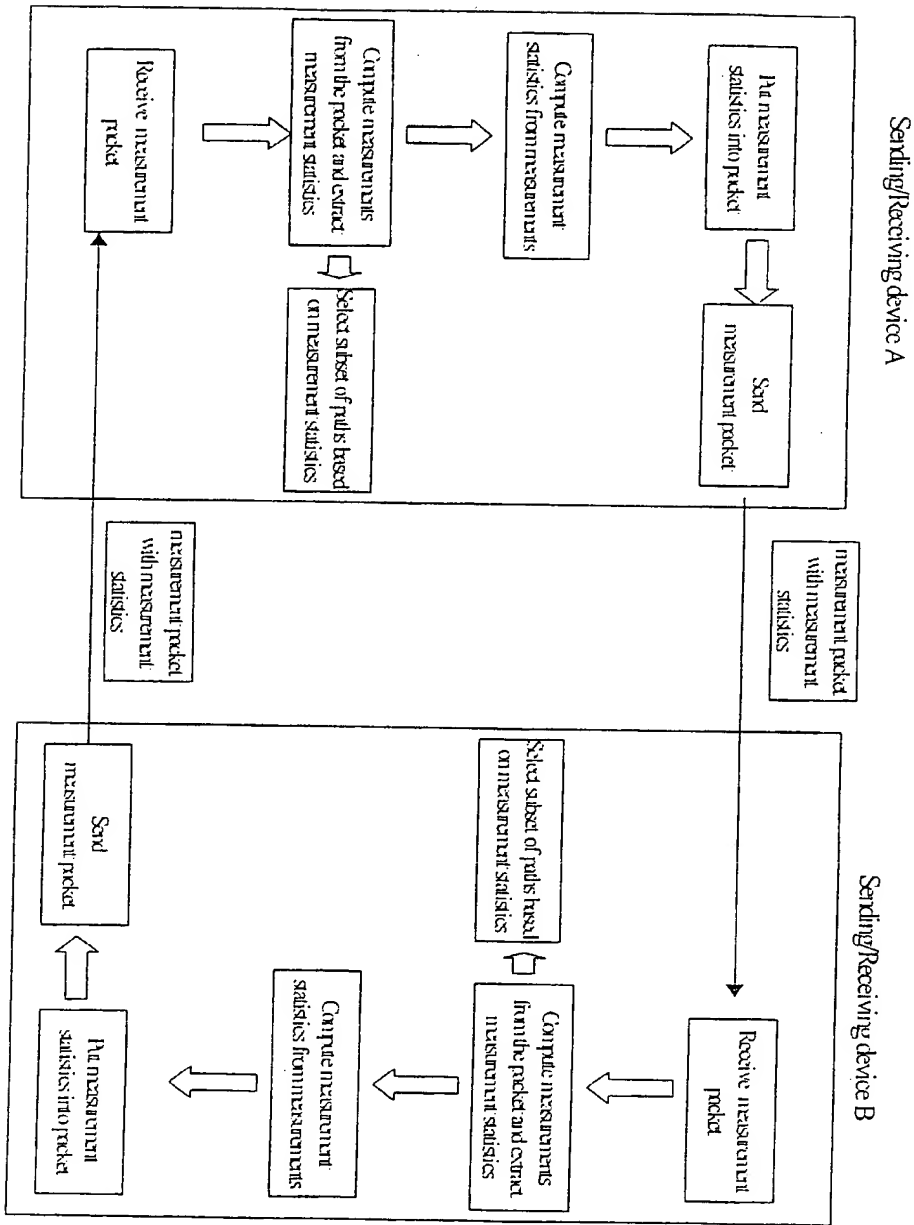 Sending/Receiving device A
Put measurement
statistics into packet
Send
measurement packet
Compute measurement
statistics from measurements
Compute measurements
from the packet and extract
measurement statistics
Select subset of paths based
on measurement statistics
Receive measurement
packet
measurement packet
with measurement
statistics
measurement packet
with measurement
statistics
Sending/Receiving device B
Receive measurement
packet
Select subset of paths based
on measurement statistics
Compute measurements
from the packet and extract
measurement statistics
Compute measurement
statistics from measurements
Send
measurement packet
Put measurement
statistics into packet